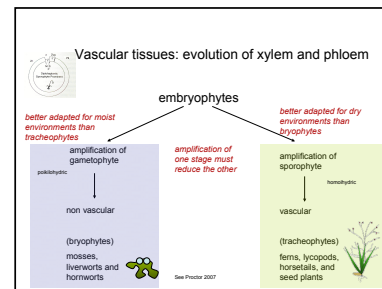 Vascular tissues: evolution of xylem and phloem
embryophytes
better adapted for moist
environments than
tracheophytes
better adapted for dry
environments than
bryophytes
amplification of
gametophyte
poikilohydric
non vascular
(bryophytes)
mosses,
liverworts and
hornworts
amplification of
one stage must
reduce the other
See Proctor 2007
amplification of
sporophyte
homoihydric
vascular
(tracheophytes)
ferns, lycopods,
horsetails, and
seed plants